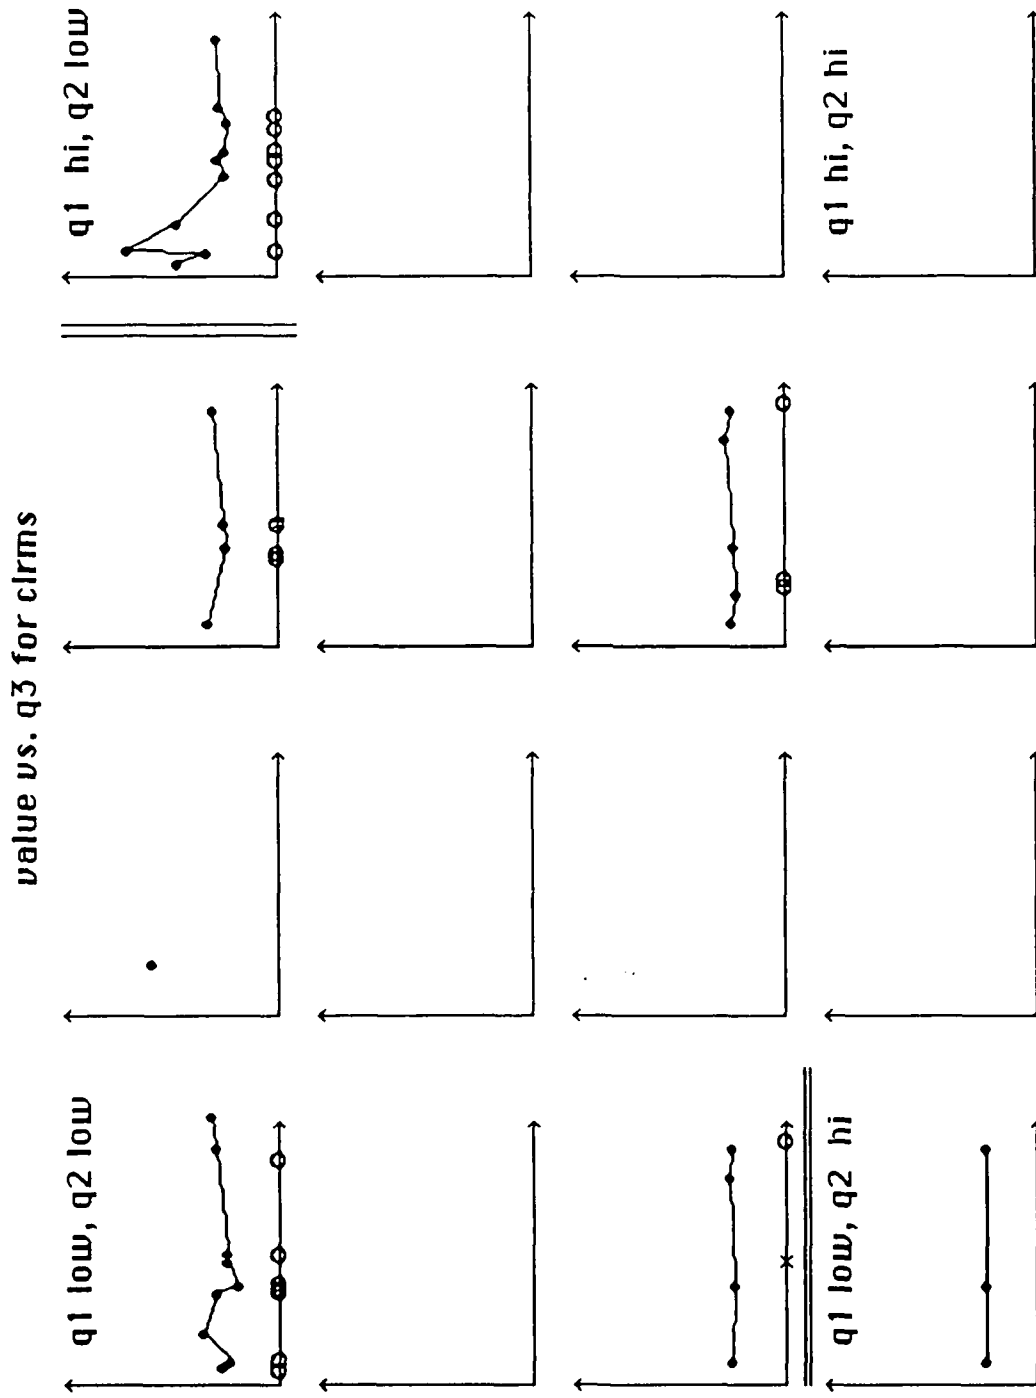 value vs. q3 for clrms
q1 low, q2 low
q1 hi, q2 low
q1 low, q2 hi
q1 hi, q2 hi